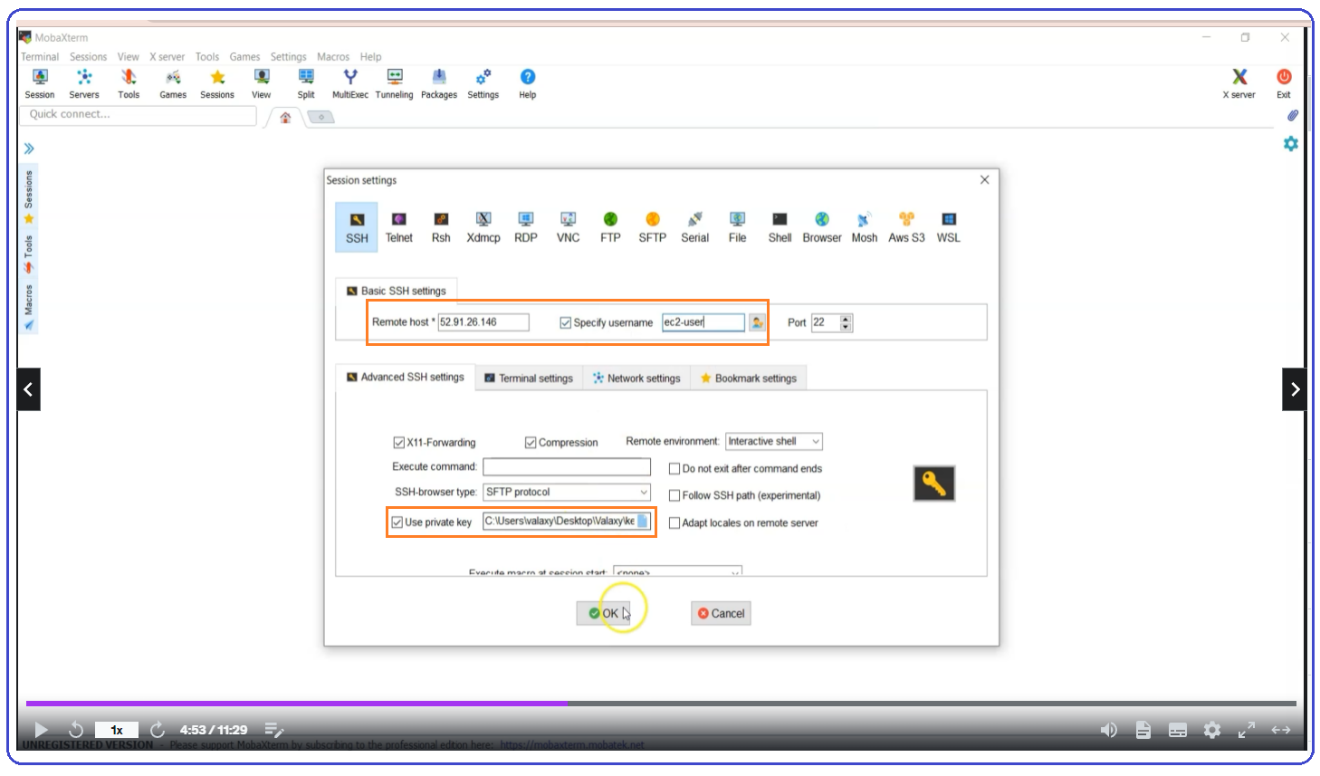 MobaXterm
Terminal Sessions View X server Tools Games Settings Macros Help
Session Servers Tools Games Sessions View Split MultiExec Tunneling Packages Settings Help X server Exit
Quick connect...
Sessions
Tools
Macros
Session settings
SSH Telnet Rsh Xdmcp RDP VNC FTP SFTP Serial File Shell Browser Mosh Aws S3 WSL
Basic SSH settings
Remote host * 52.91.26.146 Specify username ec2-user Port 22
Advanced SSH settings Terminal settings Network settings Bookmark settings
X11-Forwarding Compression Remote environment: Interactive shell
Execute command: Do not exit after command ends
SSH-browser type: SFTP protocol Follow SSH path (experimental)
Use private key C:\Users\valaxy\Desktop\Valaxy\ke Adapt locales on remote server
Execute macro at session start: <none>
OK Cancel
1x 4:53 / 11:29
UNREGISTERED VERSION - Please support MobaXterm by subscribing to the professional edition here: https://mobaxterm.mobatek.net